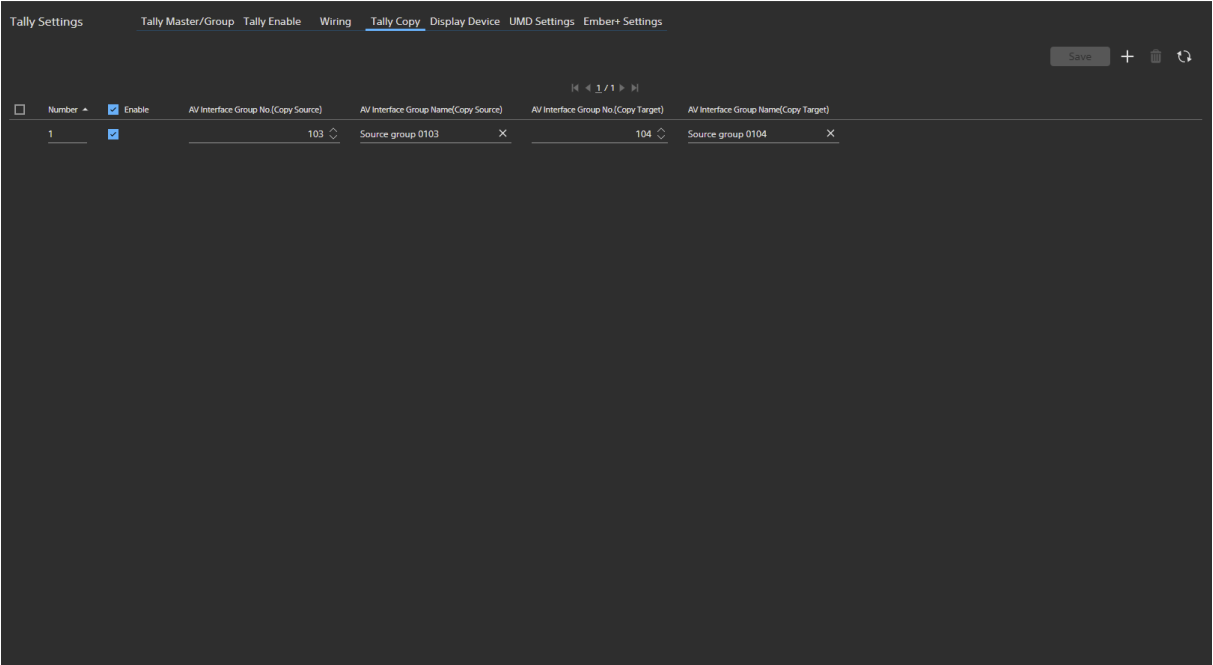 Tally Settings Tally Master/Group Tally Enable Wiring Tally Copy Display Device UMD Settings Ember+ Settings
Save
1 / 1
Number Enable AV Interface Group No.(Copy Source) AV Interface Group Name(Copy Source) AV Interface Group No.(Copy Target) AV Interface Group Name(Copy Target)
1 103 Source group 0103 104 Source group 0104